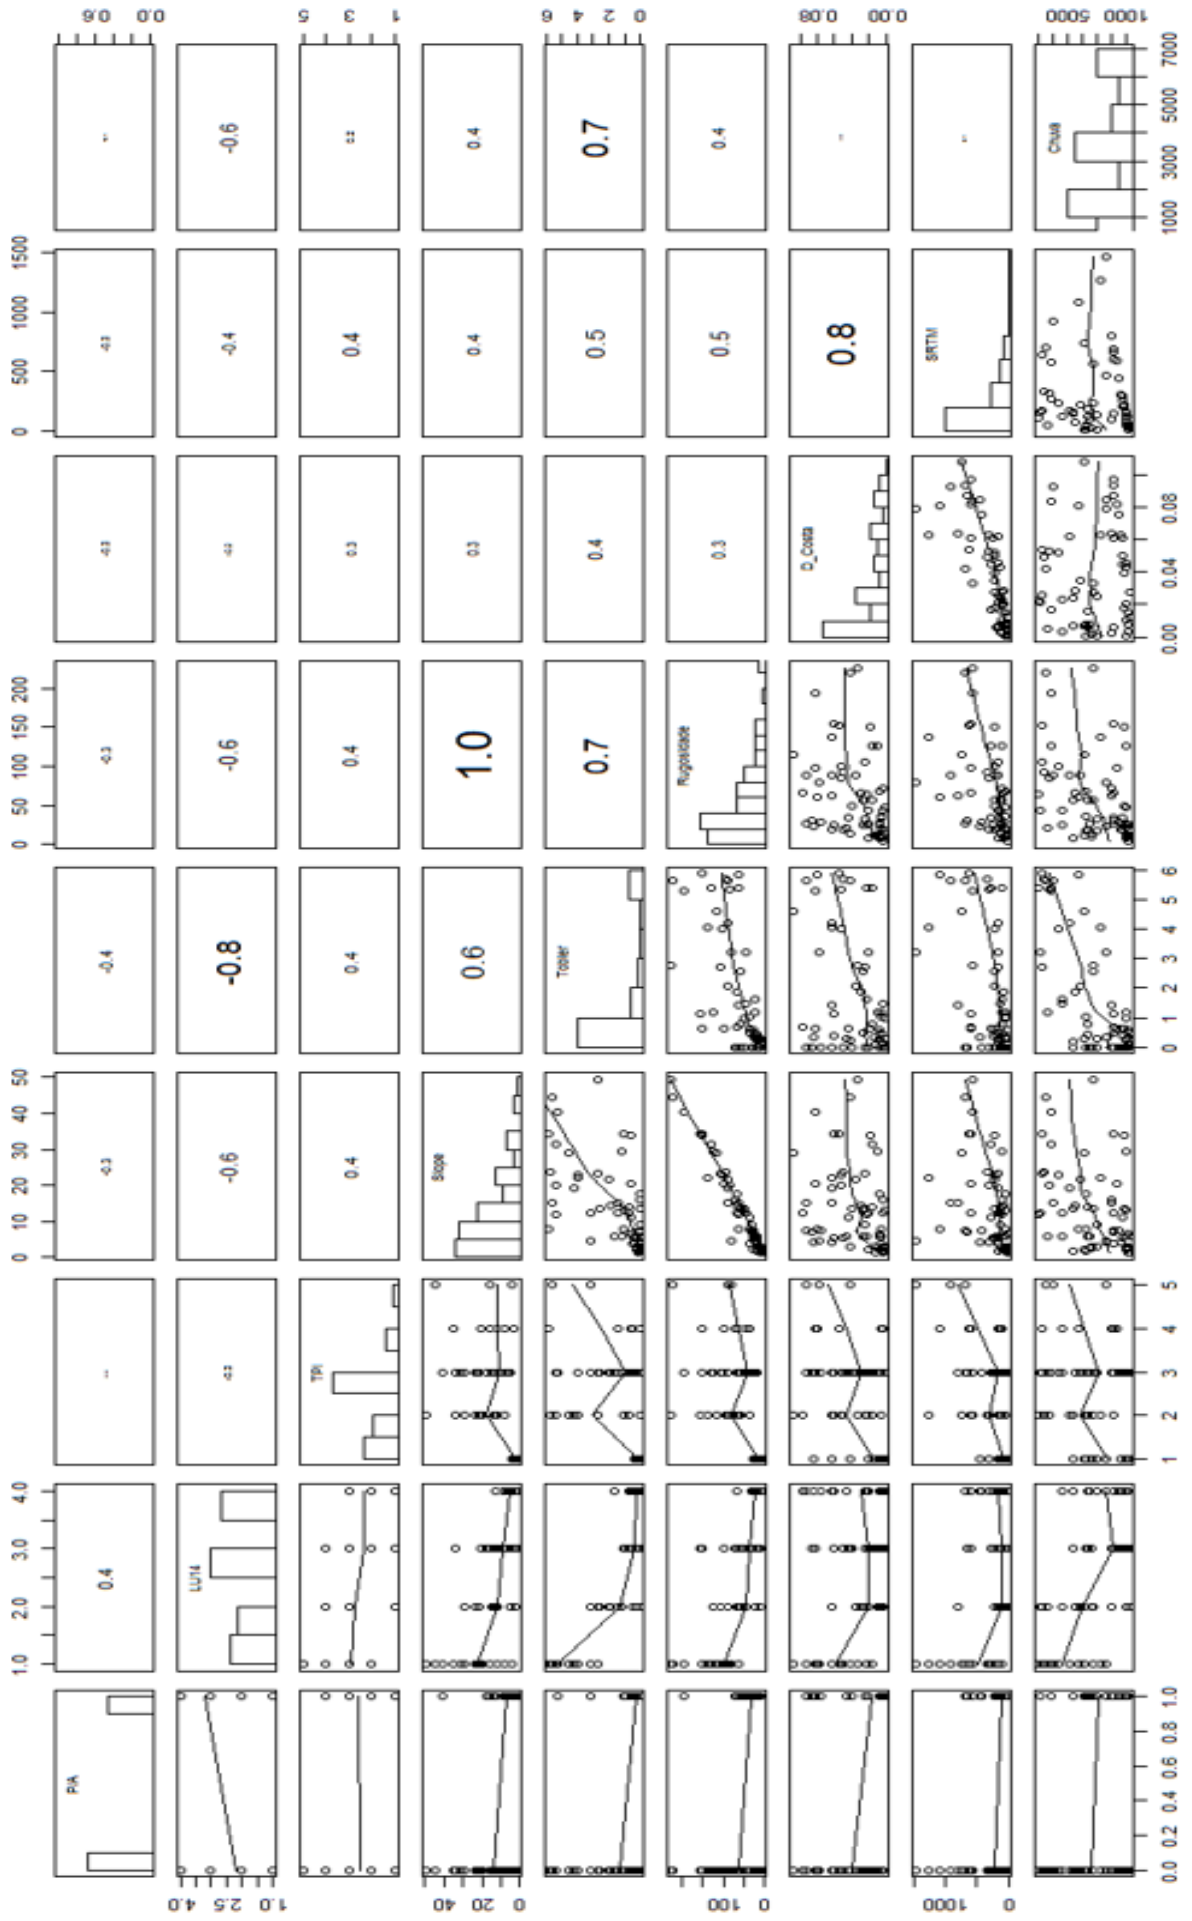 1.0 2.0 3.0 4.0 0 10 20 30 40 50 0 50 100 150 200 0 500 1000 1500
P/A 0.4 -0.3 -0.4 -0.3 -0.3 -0.3 0.0 0.6
1.0 2.5 4.0 LU14 -0.6 -0.8 -0.6 -0.4 -0.6
TPI 0.4 0.4 0.4 0.3 0.4 0.2 1 3 5
0 20 40 Slope 0.6 1.0 0.3 0.4 0.4
Tobler 0.7 0.4 0.5 0.7 0 2 4 6
0 100 Rugosidade 0.3 0.5 0.4
D_Costa 0.8 0.00 0.08
0 1000 SRTM
Chuva 1000 5000
0.0 0.2 0.4 0.6 0.8 1.0 1 2 3 4 5 0 1 2 3 4 5 6 0.00 0.04 0.08 1000 3000 5000 7000